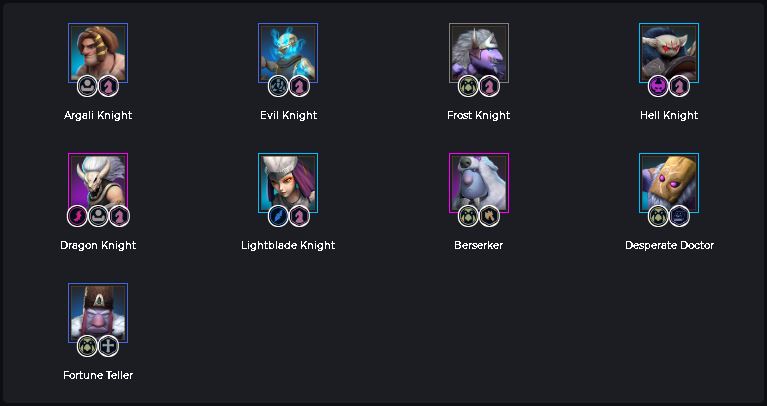 Argali Knight
Evil Knight
Frost Knight
Hell Knight
Dragon Knight
Lightblade Knight
Berserker
Desperate Doctor
Fortune Teller